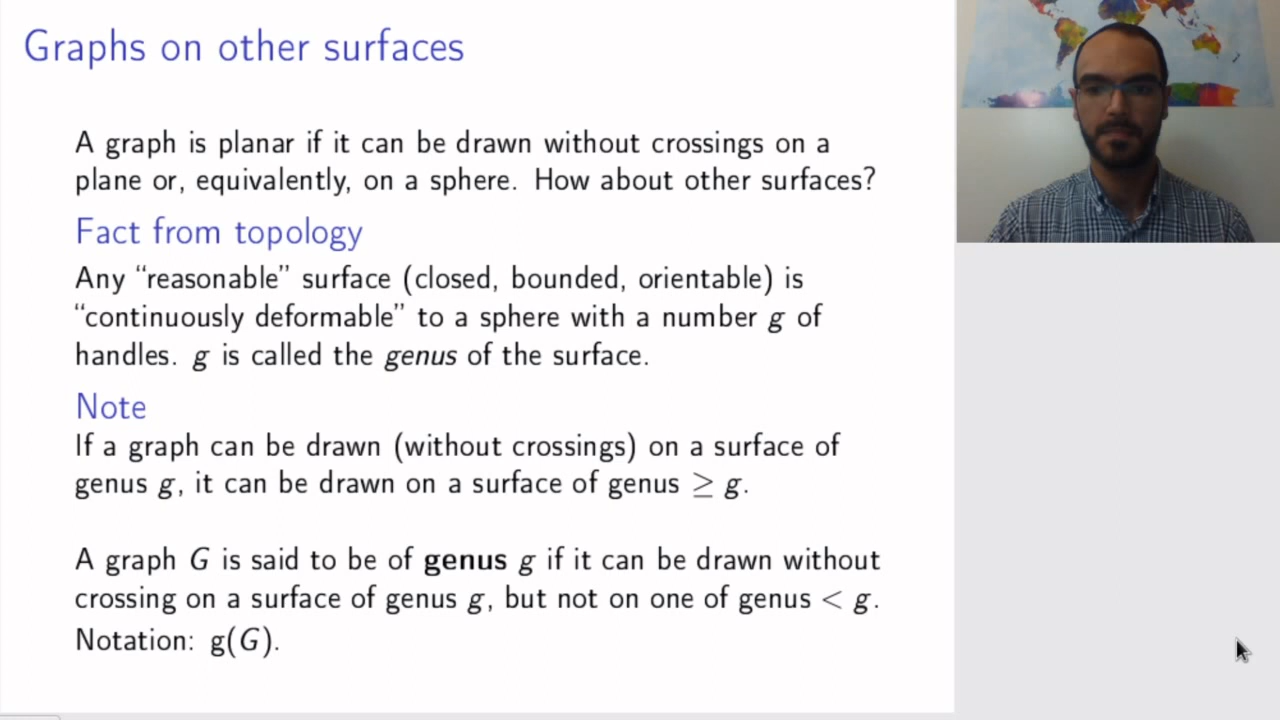 Graphs on other surfaces
A graph is planar if it can be drawn without crossings on a
plane or, equivalently, on a sphere. How about other surfaces?
Fact from topology
Any “reasonable” surface (closed, bounded, orientable) is
“continuously deformable” to a sphere with a number g of
handles. g is called the genus of the surface.
Note
If a graph can be drawn (without crossings) on a surface of
genus g, it can be drawn on a surface of genus ≥ g.
A graph G is said to be of genus g if it can be drawn without
crossing on a surface of genus g, but not on one of genus < g.
Notation: g(G).